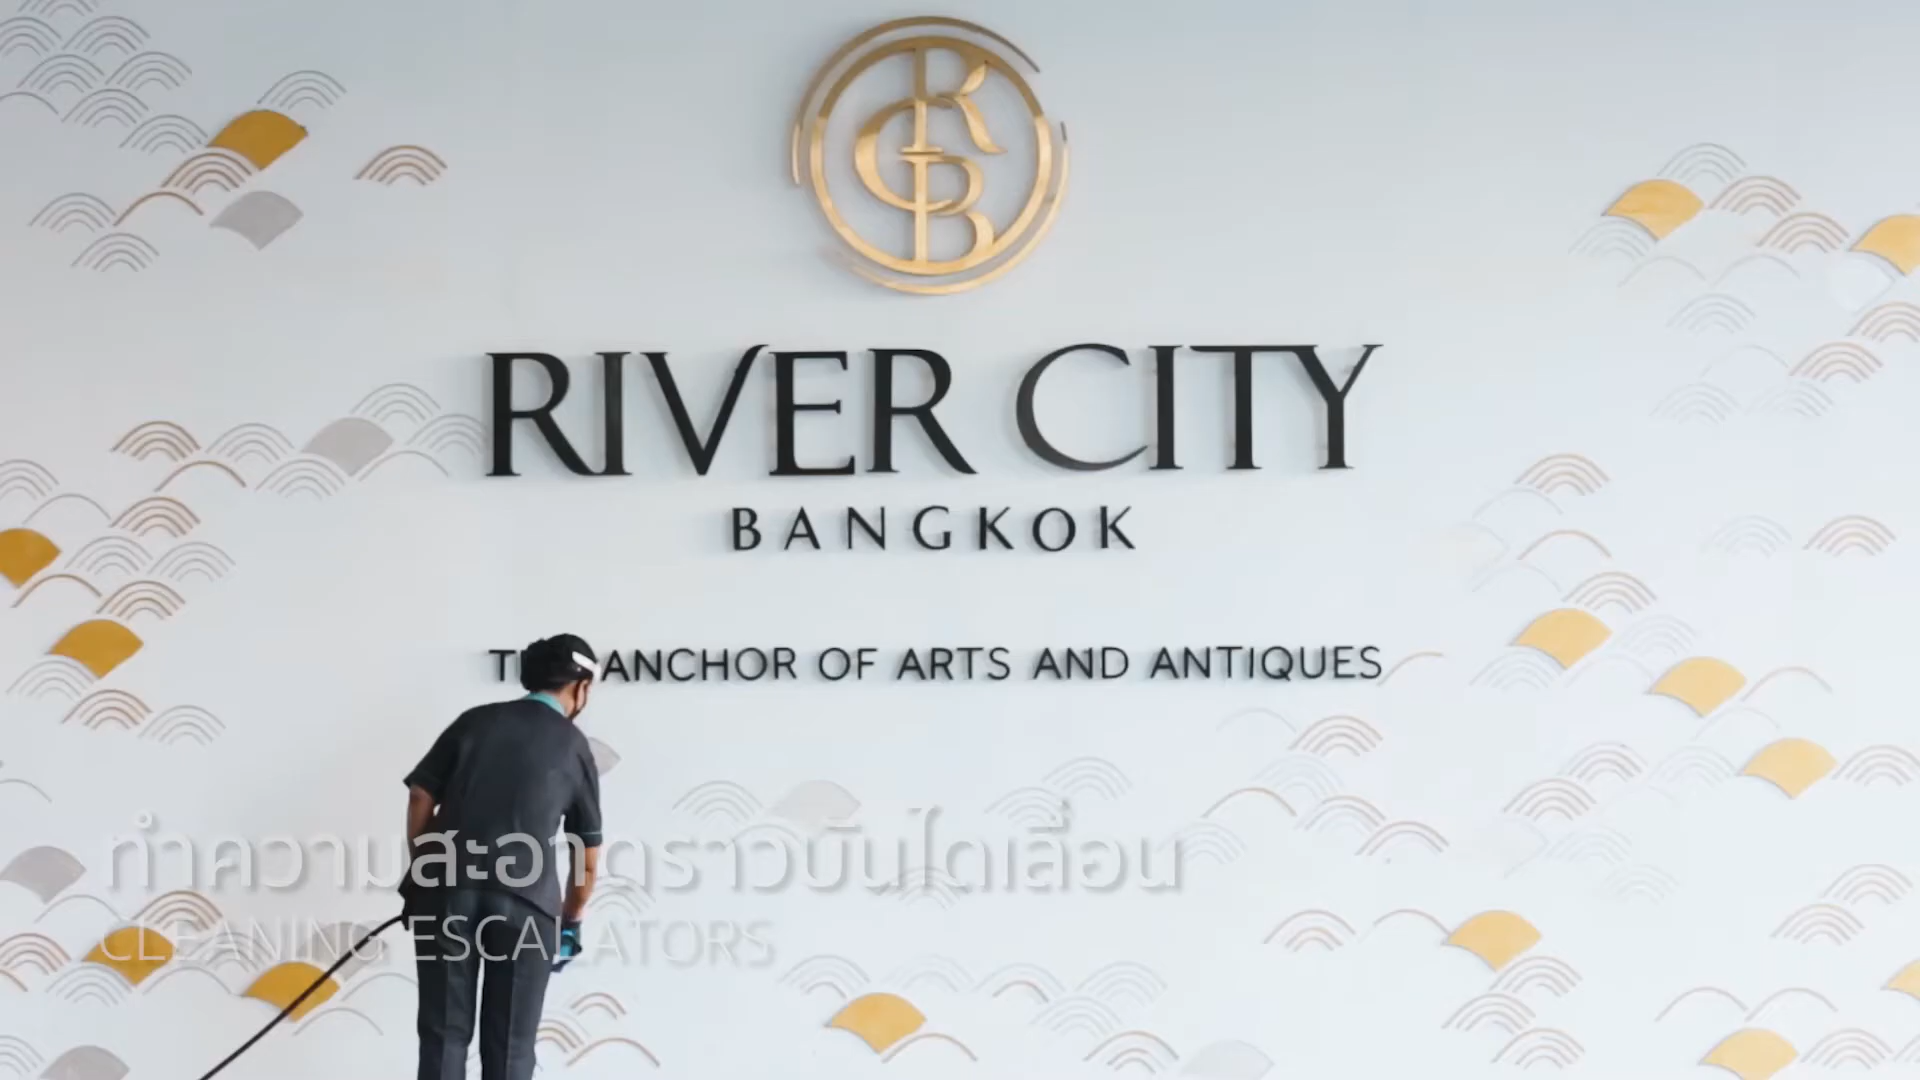 RCB
RIVER CITY
BANGKOK
ANCHOR OF ARTS AND ANTIQUES
ทำความสะอาดราวบันไดเลื่อน
CLEANING ESCALATORS